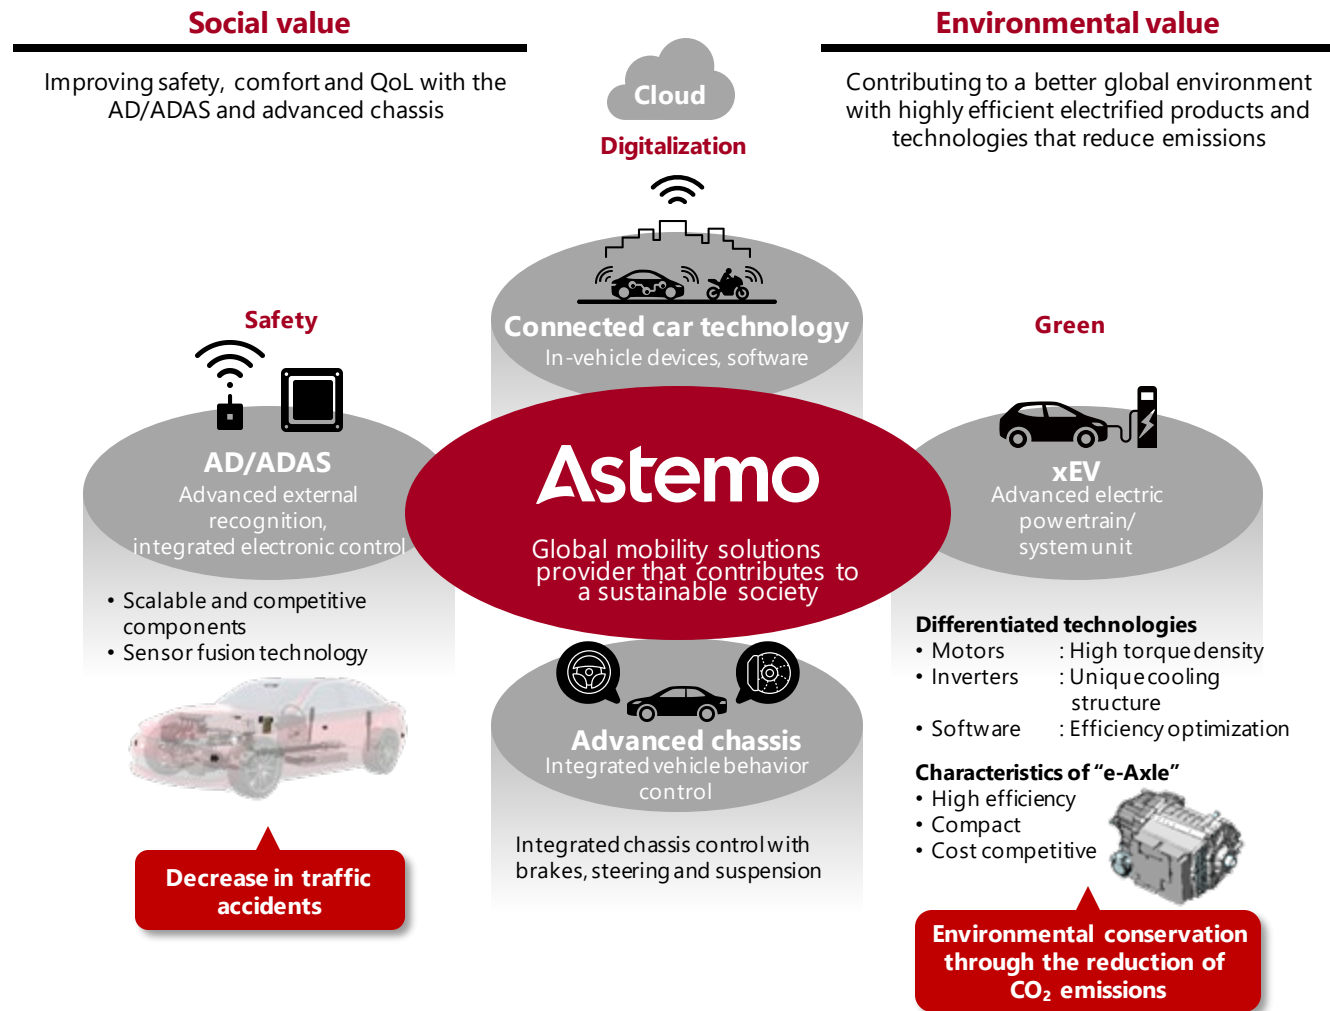 Social value
Improving safety, comfort and QoL with the
AD/ADAS and advanced chassis
Environmental value
Contributing to a better global environment
with highly efficient electrified products and
technologies that reduce emissions
Cloud
Digitalization
Connected car technology
In-vehicle devices, software
Safety
AD/ADAS
Advanced external
recognition,
integrated electronic control
• Scalable and competitive
components
• Sensor fusion technology
Decrease in traffic
accidents
Astemo
Global mobility solutions
provider that contributes to
a sustainable society
Advanced chassis
Integrated vehicle behavior
control
Integrated chassis control with
brakes, steering and suspension
Green
xEV
Advanced electric
powertrain/
system unit
Differentiated technologies
• Motors : High torque density
• Inverters : Unique cooling
structure
• Software : Efficiency optimization
Characteristics of “e-Axle”
• High efficiency
• Compact
• Cost competitive
Environmental conservation
through the reduction of
CO₂ emissions